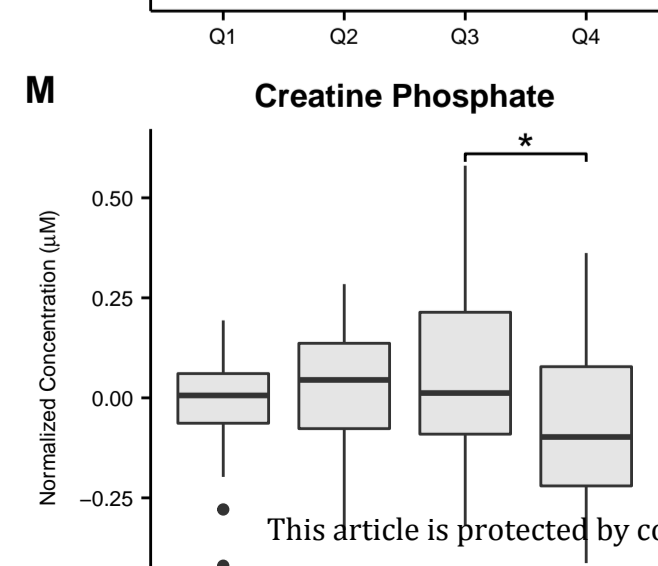 Q1 Q2 Q3 Q4
M
Creatine Phosphate
*
Normalized Concentration (μM)
0.50
0.25
0.00
−0.25
This article is protected by co